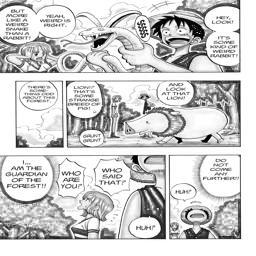 HEY, LOOK!
IT'S SOME KIND OF WEIRD RABBIT!
YEAH, WEIRD IS RIGHT.
BUT MORE LIKE A WEIRD SNAKE THAN A RABBIT!
AND LOOK AT THAT LION!
LION? THAT'S SOME STRANGE BREED OF PIG!
GRUNT GRUNT
THERE'S SOMETHING ODD ABOUT THIS FOREST.
DO NOT COME ANY FURTHER!!
HUH?
WHO SAID THAT?
WHO ARE YOU?
HUH?
I... AM THE GUARDIAN OF THE FOREST!!